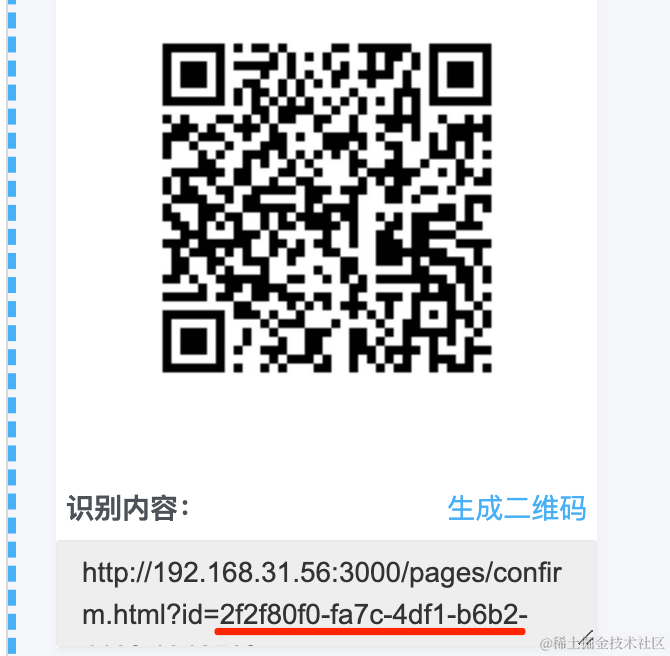 识别内容:
生成二维码
http://192.168.31.56:3000/pages/confir
m.html?id=2f2f80f0-fa7c-4df1-b6b2-
@稀土掘金技术社区